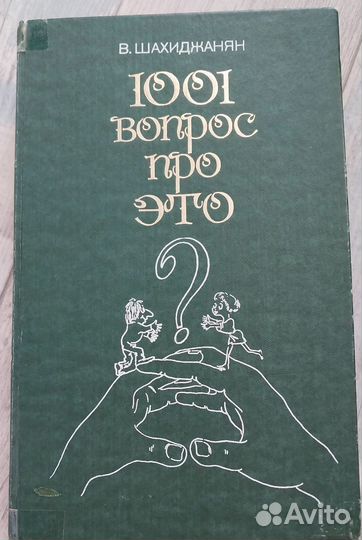 В. ШАХИДЖАНЯН
1001
ВОПРОС
ПРО
ЭТО
?
Avito